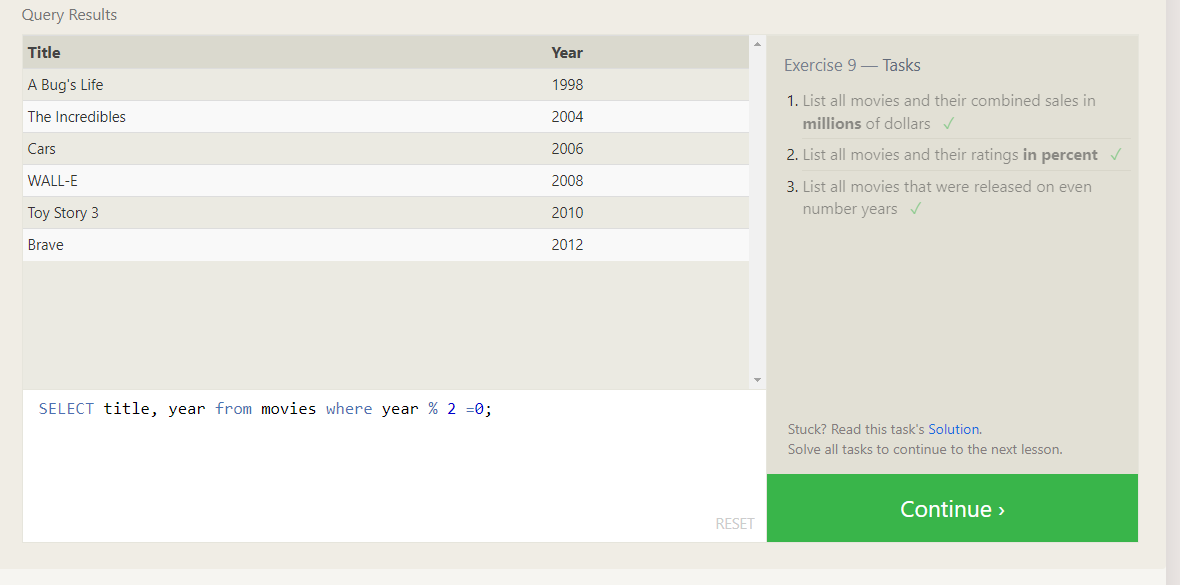 Query Results
Title Year
A Bug's Life 1998
The Incredibles 2004
Cars 2006
WALL-E 2008
Toy Story 3 2010
Brave 2012
SELECT title, year from movies where year % 2 =0;
RESET
Exercise 9 — Tasks
1. List all movies and their combined sales in
millions of dollars ✓
2. List all movies and their ratings in percent ✓
3. List all movies that were released on even
number years ✓
Stuck? Read this task's Solution.
Solve all tasks to continue to the next lesson.
Continue ›